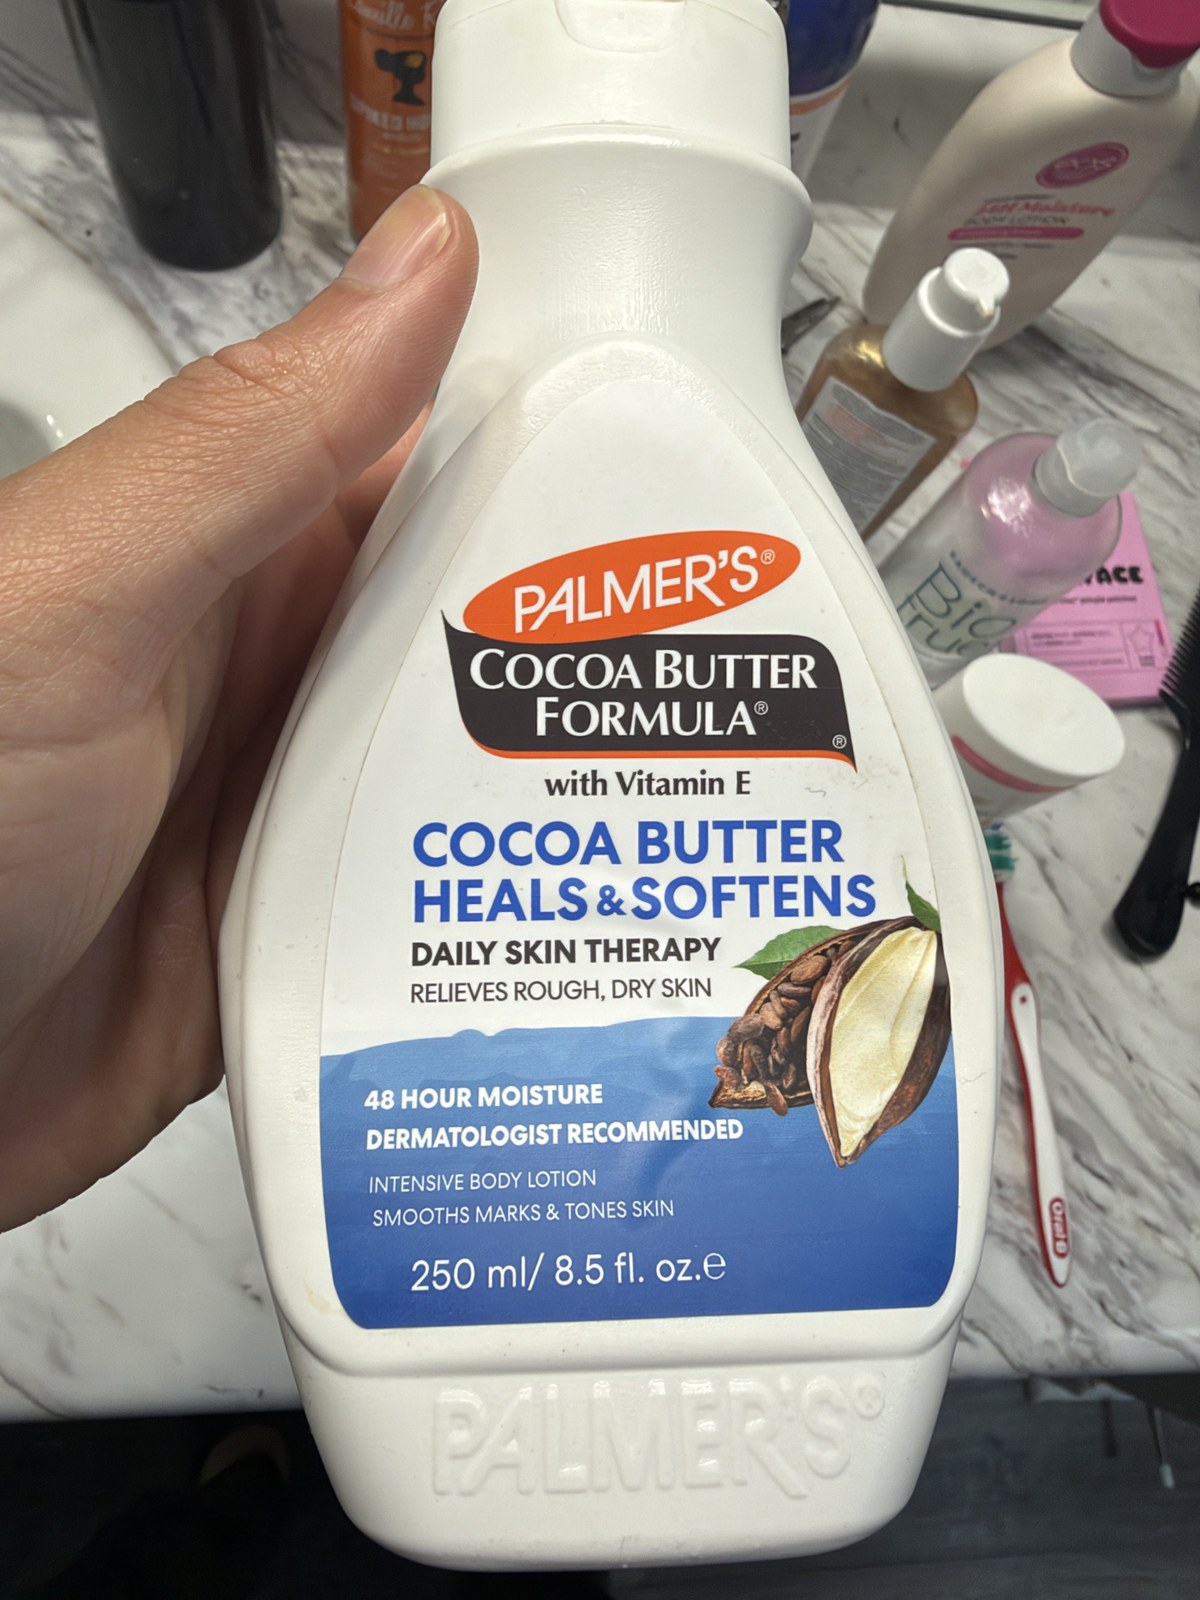 PALMER'S®
COCOA BUTTER
FORMULA®
®
with Vitamin E
COCOA BUTTER
HEALS & SOFTENS
DAILY SKIN THERAPY
RELIEVES ROUGH, DRY SKIN
48 HOUR MOISTURE
DERMATOLOGIST RECOMMENDED
INTENSIVE BODY LOTION
SMOOTHS MARKS & TONES SKIN
250 ml/ 8.5 fl. oz.℮
PALMER'S®
Moisture
BODY LOTION
Bio
Oral B